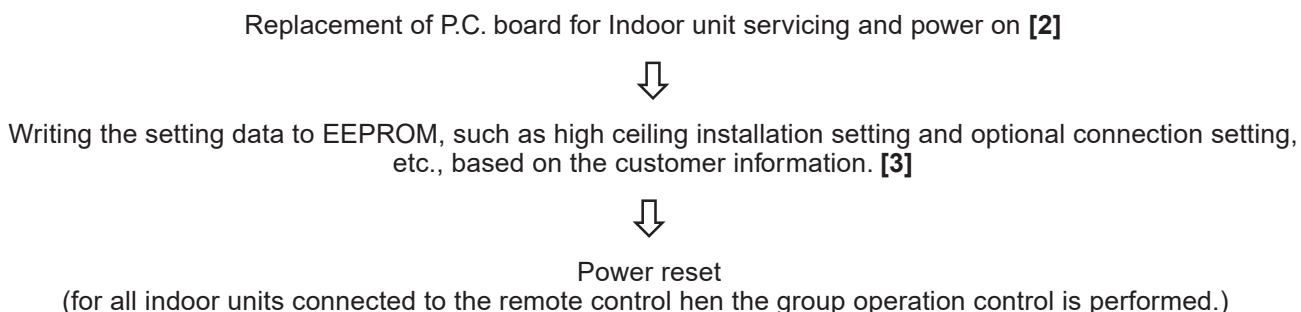 Replacement of P.C. board for Indoor unit servicing and power on [2]
Writing the setting data to EEPROM, such as high ceiling installation setting and optional connection setting,
etc., based on the customer information. [3]
Power reset
(for all indoor units connected to the remote control hen the group operation control is performed.)